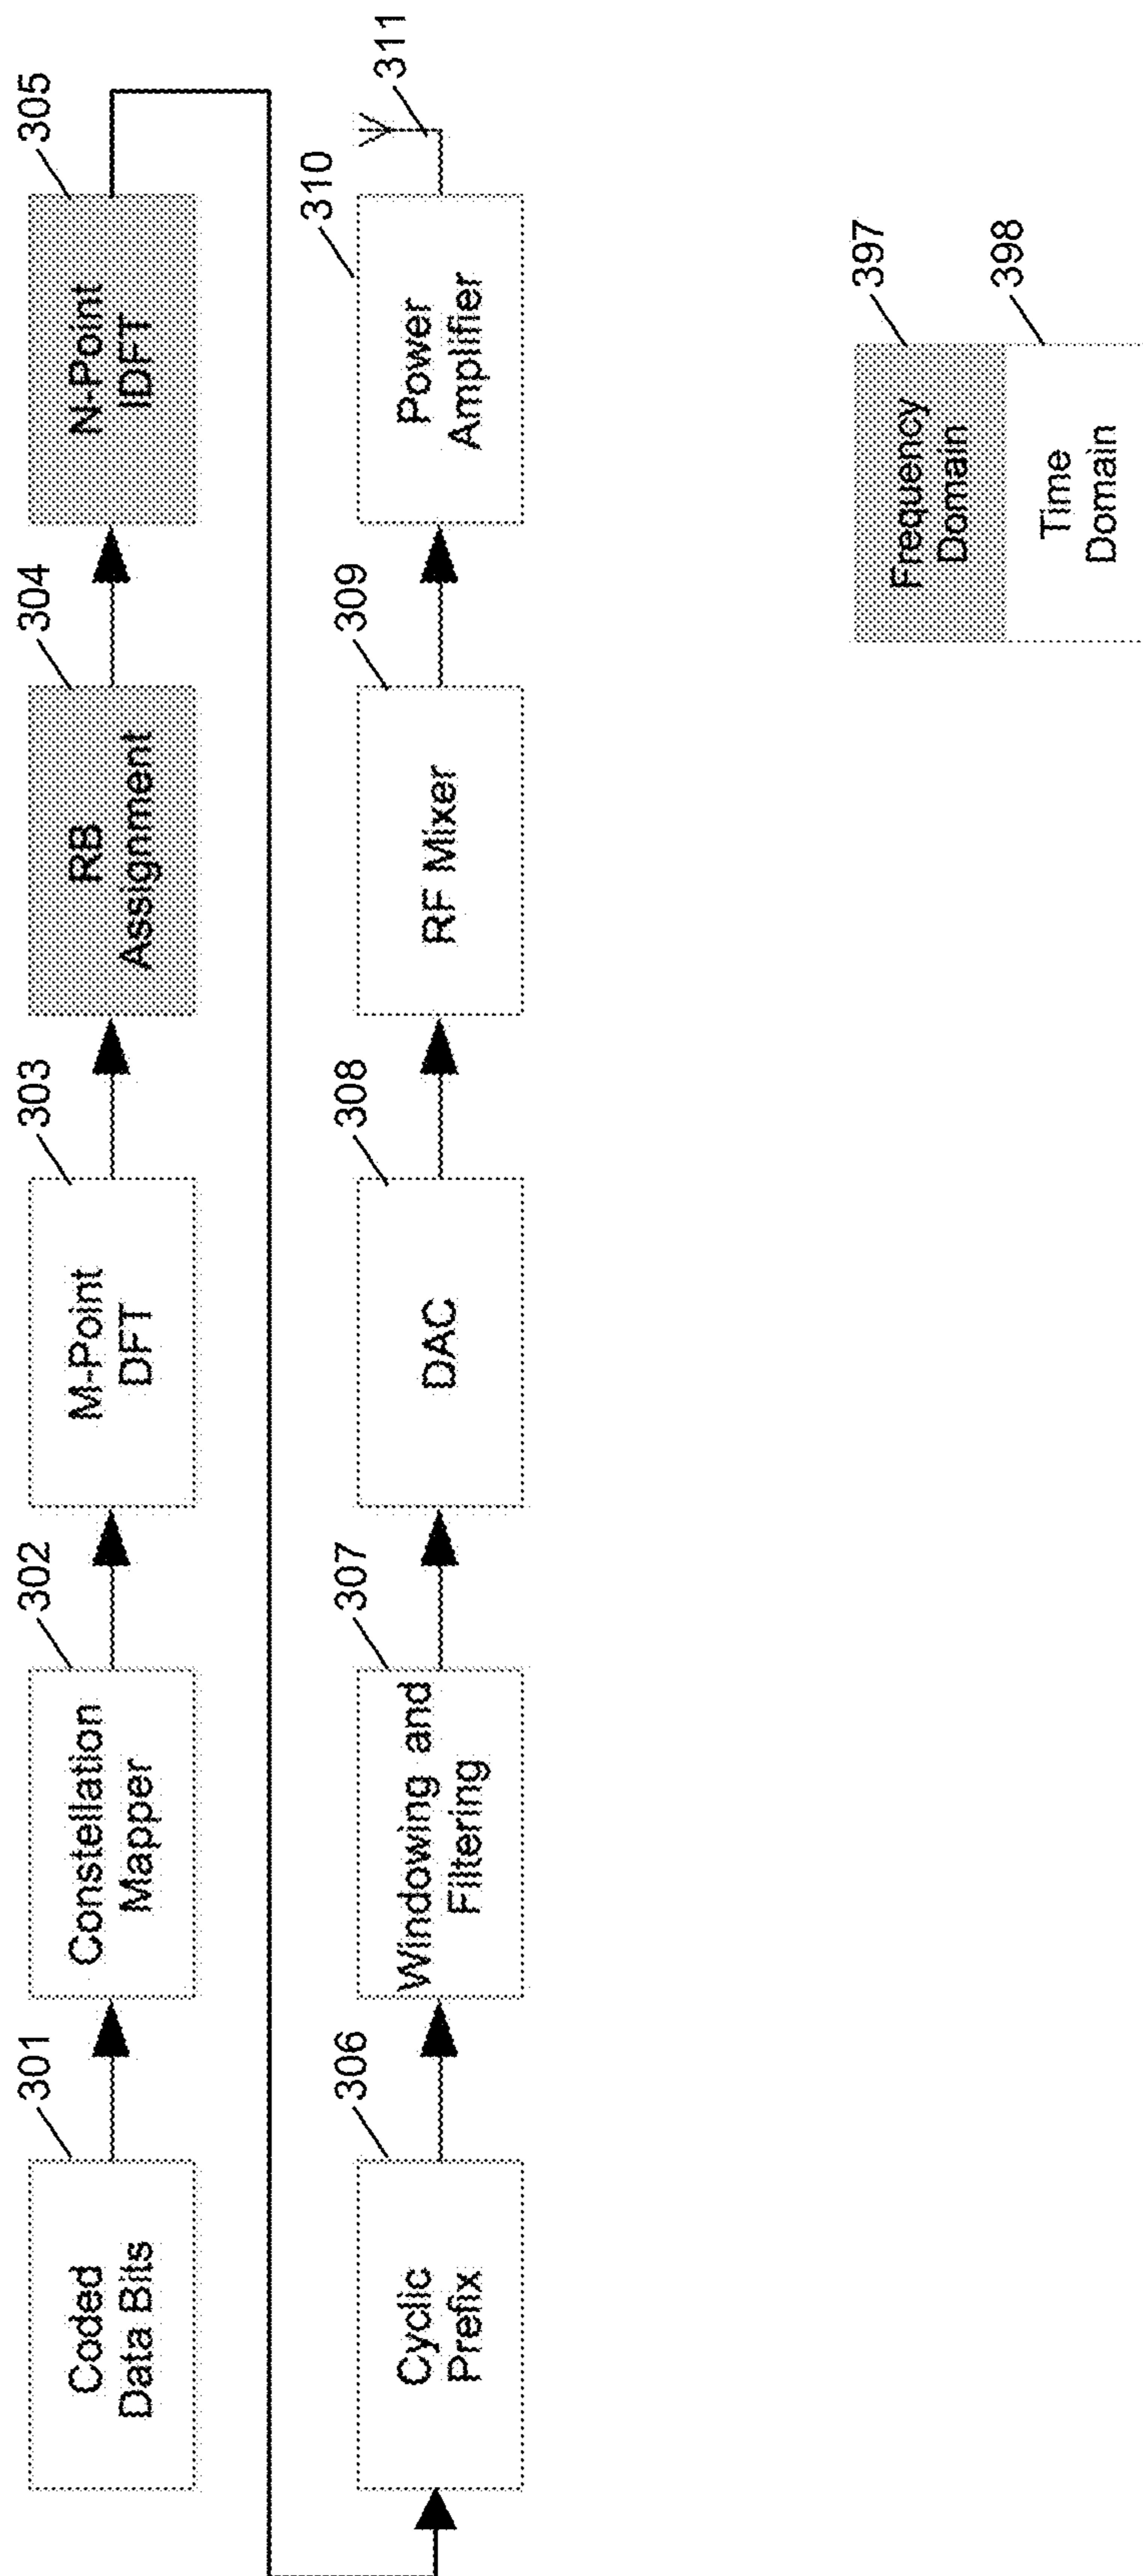 301
Coded
Data Bits
302
Constellation
Mapper
303
M-Point
DFT
304
RB
Assignment
305
N-Point
IDFT
306
Cyclic
Prefix
307
Windowing and
Filtering
308
DAC
309
RF Mixer
310
Power
Amplifier
311
397
Frequency
Domain
398
Time
Domain